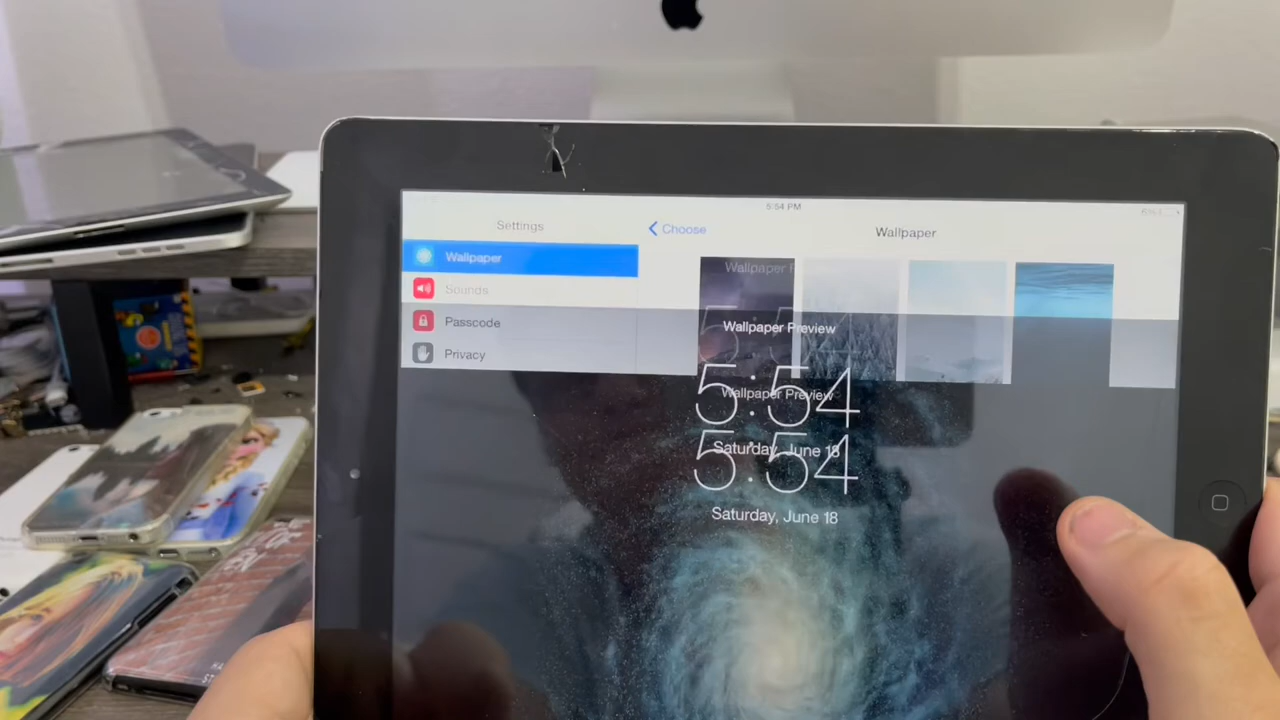 5:54 PM
Settings
Choose
Wallpaper
Wallpaper
Wallpaper P
Sounds
Passcode
Wallpaper Preview
Privacy
5:54
Wallpaper Preview
Saturday, June 18
5:54
Saturday, June 18